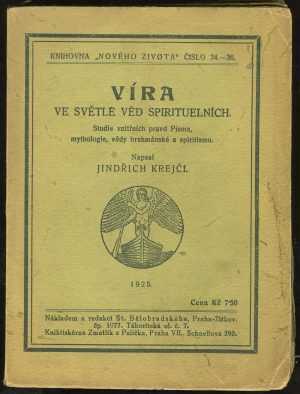 KNIHOVNA „NOVÉHO ŽIVOTA“ ČÍSLO 34.—36.
VÍRA
VE SVĚTLE VĚD SPIRITUELNÍCH.
Studie vnitřních pravd Písma,
mythologie, vědy brahmánské a spiritismu.
Napsal
JINDŘICH KREJČÍ.
1925.
Cena Kč 7·50
Nákladem a redakcí St. Bělohradského, Praha-Žižkov.
čp. 1077. Táboritská ul. č. 7.
Knihtiskárna Zmatlík a Palička, Praha VII., Schnellova 390.